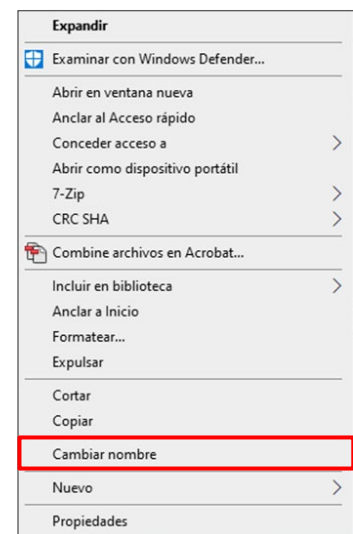 Expandir
Examinar con Windows Defender...
Abrir en ventana nueva
Anclar al Acceso rápido
Conceder acceso a
Abrir como dispositivo portátil
7-Zip
CRC SHA
Combine archivos en Acrobat...
Incluir en biblioteca
Anclar a Inicio
Formatear...
Expulsar
Cortar
Copiar
Cambiar nombre
Nuevo
Propiedades